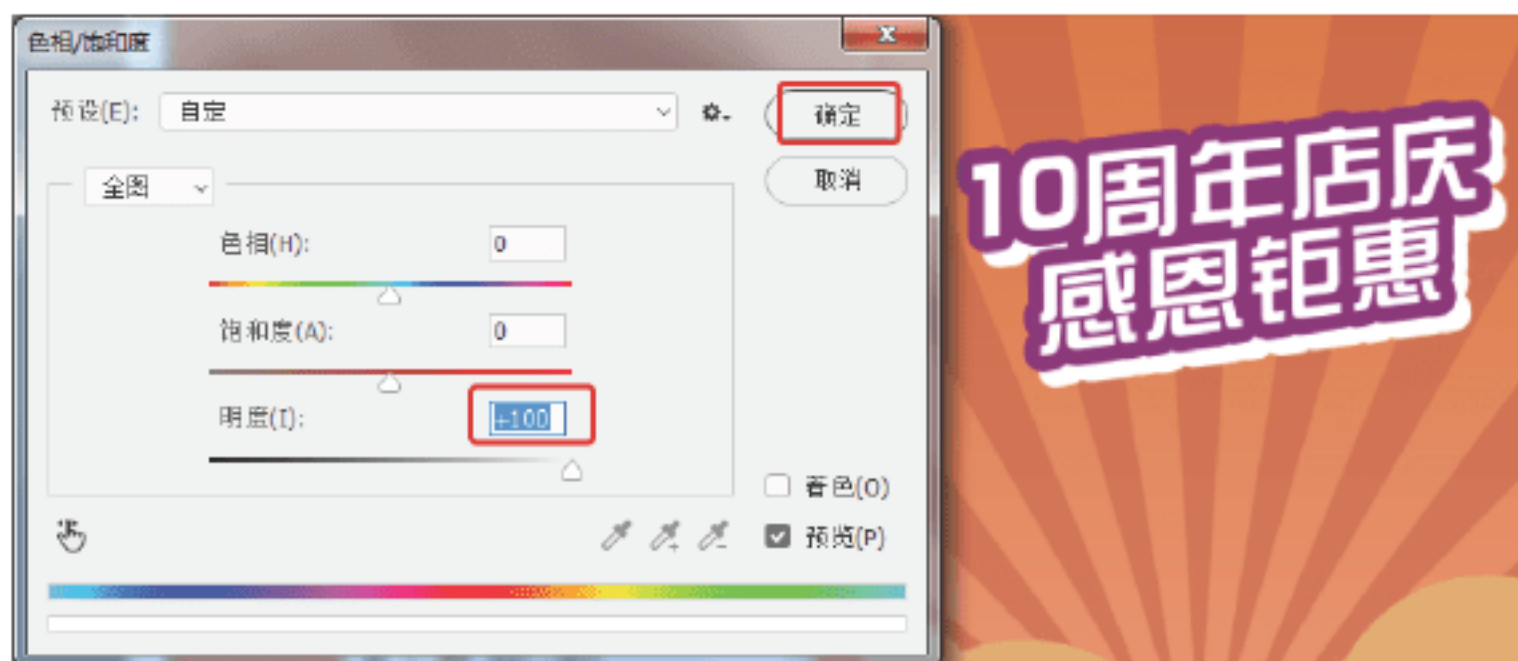 色相/饱和度
预设(E): 自定
确定
取消
全图
色相(H): 0
饱和度(A): 0
明度(I): +100
着色(O)
预览(P)
10周年店庆
感恩钜惠